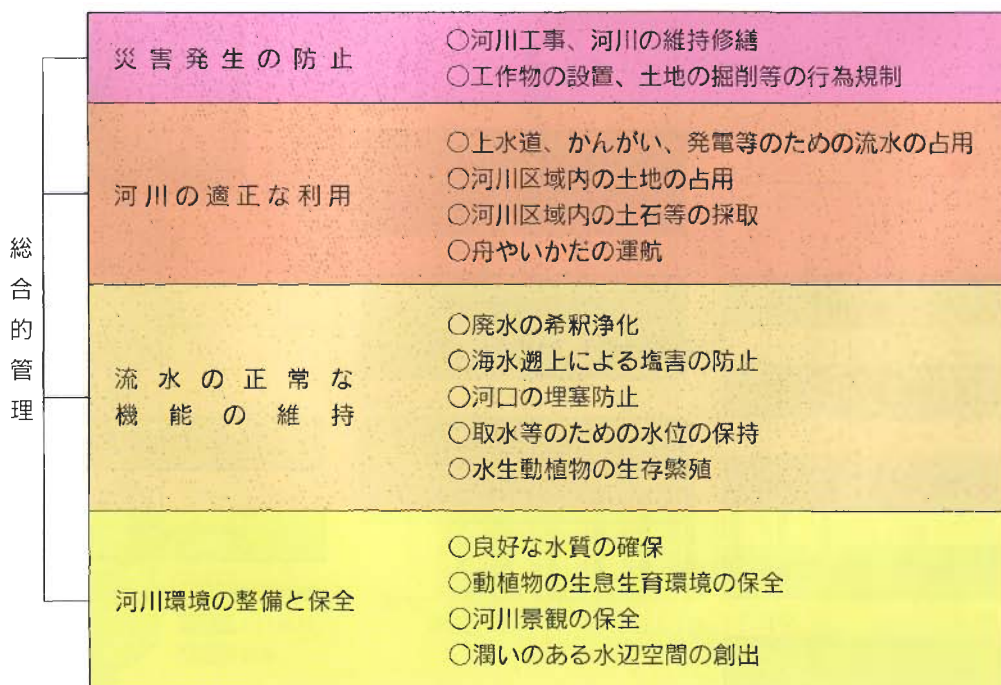 総合的管理
災害発生の防止
○河川工事、河川の維持修繕
○工作物の設置、土地の掘削等の行為規制
河川の適正な利用
○上水道、かんがい、発電等のための流水の占用
○河川区域内の土地の占用
○河川区域内の土石等の採取
○舟やいかだの運航
流水の正常な
機能の維持
○廃水の希釈浄化
○海水遡上による塩害の防止
○河口の埋塞防止
○取水等のための水位の保持
○水生動植物の生存繁殖
河川環境の整備と保全
○良好な水質の確保
○動植物の生息生育環境の保全
○河川景観の保全
○潤いのある水辺空間の創出